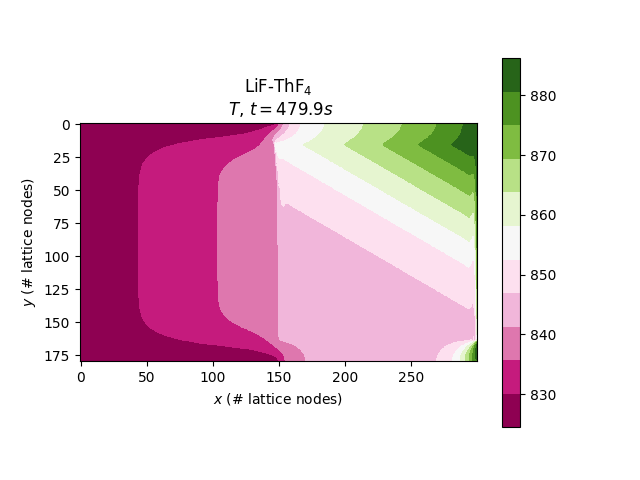 LiF-ThF₄
T, t = 479.9s
0
25
50
75
100
125
150
175
y (# lattice nodes)
0 50 100 150 200 250
x (# lattice nodes)
880
870
860
850
840
830